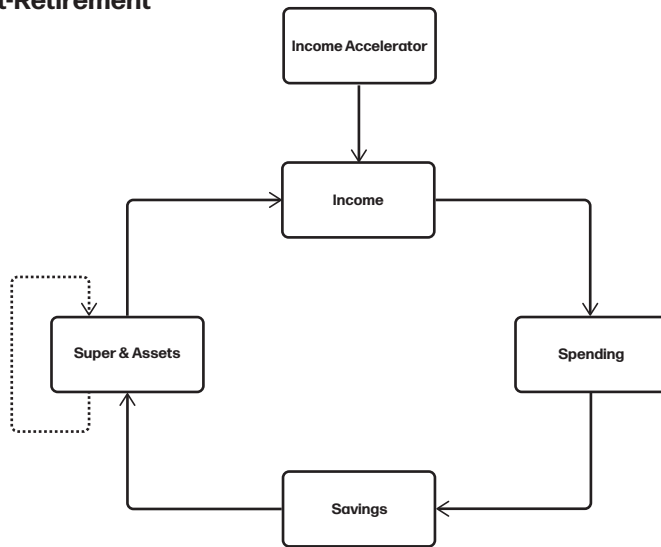 t-Retirement
Income Accelerator
Income
Super & Assets
Spending
Savings